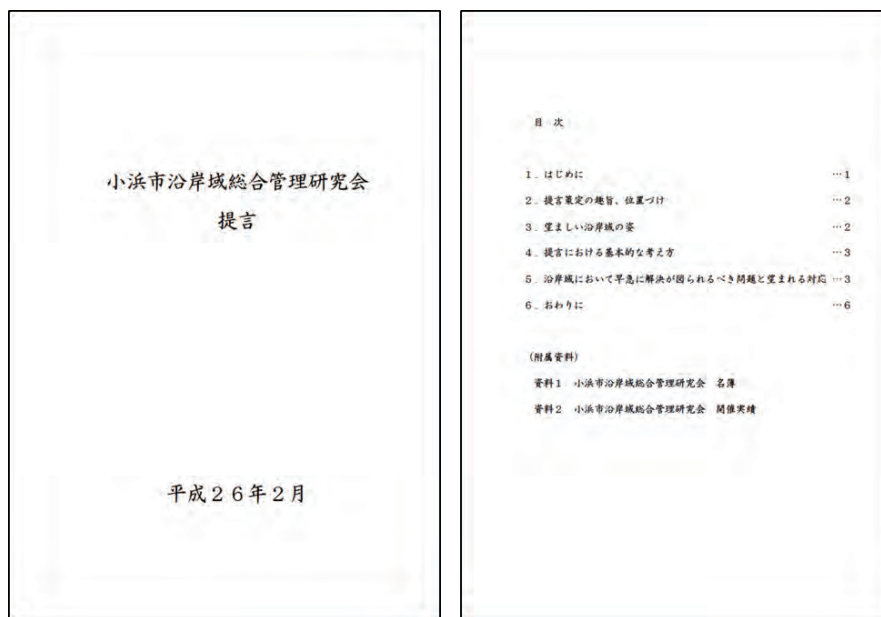 小浜市沿岸域総合管理研究会
提言
平成26年2月
目 次
1．はじめに …1
2．提言策定の趣旨、位置づけ …2
3．望ましい沿岸域の姿 …2
4．提言における基本的な考え方 …3
5．沿岸域において早急に解決が図られるべき問題と望まれる対応 …3
6．おわりに …6
(附属資料)
資料1 小浜市沿岸域総合管理研究会 名簿
資料2 小浜市沿岸域総合管理研究会 開催実績